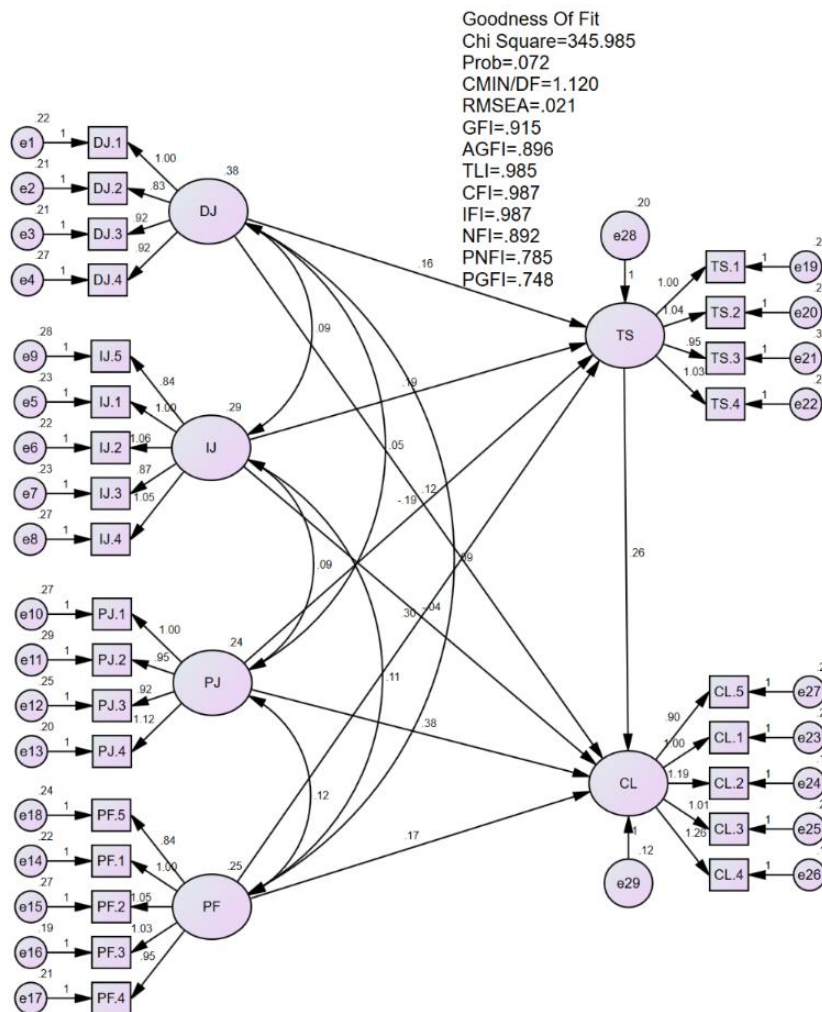 Goodness Of Fit
Chi Square=345.985
Prob=.072
CMIN/DF=1.120
RMSEA=.021
GFI=.915
AGFI=.896
TLI=.985
CFI=.987
IFI=.987
NFI=.892
PNFI=.785
PGFI=.748
.22
e1 1 DJ.1
1.00
.21
e2 1 DJ.2
.83
.21
e3 1 DJ.3
.92
.27
e4 1 DJ.4
.92
.38
DJ
.28
e9 1 IJ.5
.84
.23
e5 1 IJ.1
1.00
.22
e6 1 IJ.2
1.06
.23
e7 1 IJ.3
.87
.27
e8 1 IJ.4
1.05
.29
IJ
.27
e10 1 PJ.1
1.00
.29
e11 1 PJ.2
.95
.25
e12 1 PJ.3
.92
.20
e13 1 PJ.4
1.12
.24
PJ
.24
e18 1 PF.5
.84
.22
e14 1 PF.1
1.00
.27
e15 1 PF.2
1.05
.19
e16 1 PF.3
1.03
.21
e17 1 PF.4
.95
.25
PF
.09
.05
.12
.09
.11
.12
.16
.19
-.19
.09
.30
-.04
.38
.17
.26
.20
e28
1
TS
1.00
TS.1 1 e19
1.04
TS.2 1 e20
.95
TS.3 1 e21
1.03
TS.4 1 e22
CL
1
.12
e29
.90
CL.5 1 e27
1.00
CL.1 1 e23
1.19
CL.2 1 e24
1.01
CL.3 1 e25
1.26
CL.4 1 e26